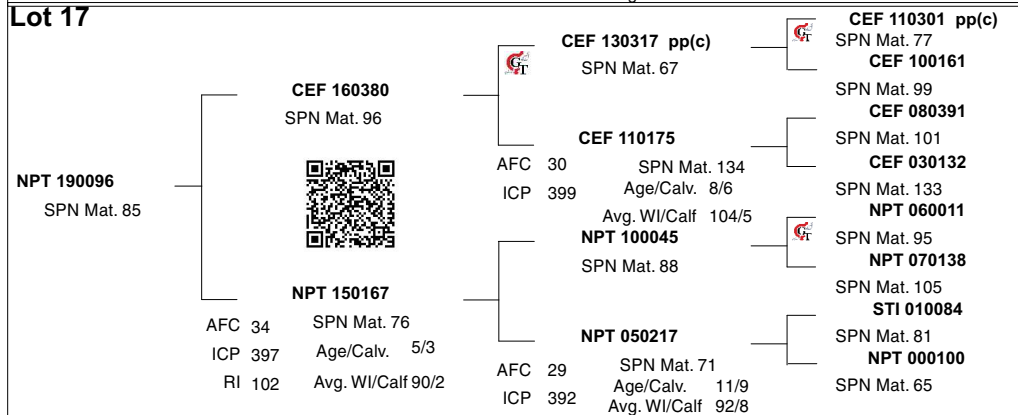 Lot 17
CEF 110301 pp(c)
GT
SPN Mat. 77
CEF 130317 pp(c)
GT
SPN Mat. 67
CEF 100161
SPN Mat. 99
CEF 160380
SPN Mat. 96
CEF 080391
SPN Mat. 101
CEF 110175
AFC 30 SPN Mat. 134
ICP 399 Age/Calv. 8/6
Avg. WI/Calf 104/5
CEF 030132
SPN Mat. 133
NPT 190096
SPN Mat. 85
NPT 060011
GT
SPN Mat. 95
NPT 100045
SPN Mat. 88
NPT 070138
SPN Mat. 105
NPT 150167
AFC 34 SPN Mat. 76
ICP 397 Age/Calv. 5/3
RI 102 Avg. WI/Calf 90/2
STI 010084
SPN Mat. 81
NPT 050217
AFC 29 SPN Mat. 71
ICP 392 Age/Calv. 11/9
Avg. WI/Calf 92/8
NPT 000100
SPN Mat. 65